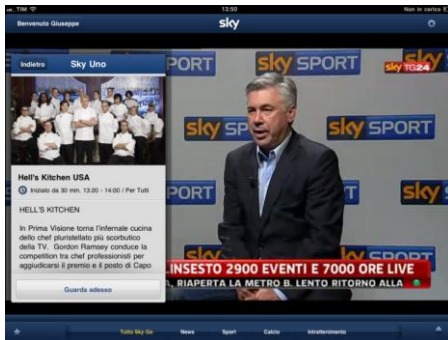 TIM
13:50
Non in carica
Benvenuto Giuseppe
sky
Indietro
Sky Uno
PORT
sky SPORT
sky TG24
sky SP
sky SPORT
PORT
sky
Hell's Kitchen USA
Iniziato da 30 min. 13:20 - 14:00 / Per Tutti
HELL'S KITCHEN
In Prima Visione torna l'infernale cucina
dello chef pluristellato più scorbutico
della TV. Gordon Ramsey conduce la
competition tra chef professionisti per
aggiudicarsi il premio e il posto di Capo
Guarda adesso
LINSESTO 2900 EVENTI E 7000 ORE LIVE
, RIAPERTA LA METRO B. LENTO RITORNO ALLA
Tutto Sky Go
News
Sport
Calcio
Intrattenimento